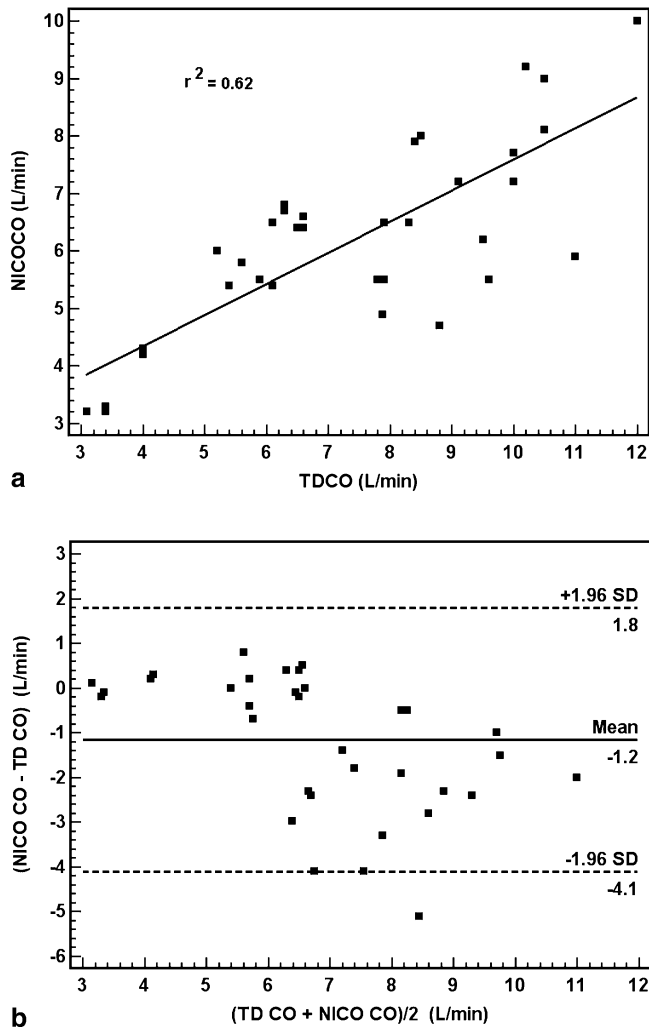 10
9
8
7
6
5
4
3
NICOCO (L/min)
r 2 = 0.62
3 4 5 6 7 8 9 10 11 12
TDCO (L/min)
a
3
2
1
0
-1
-2
-3
-4
-5
-6
(NICO CO - TD CO) (L/min)
+1.96 SD
1.8
Mean
-1.2
-1.96 SD
-4.1
3 4 5 6 7 8 9 10 11 12
(TD CO + NICO CO)/2 (L/min)
b